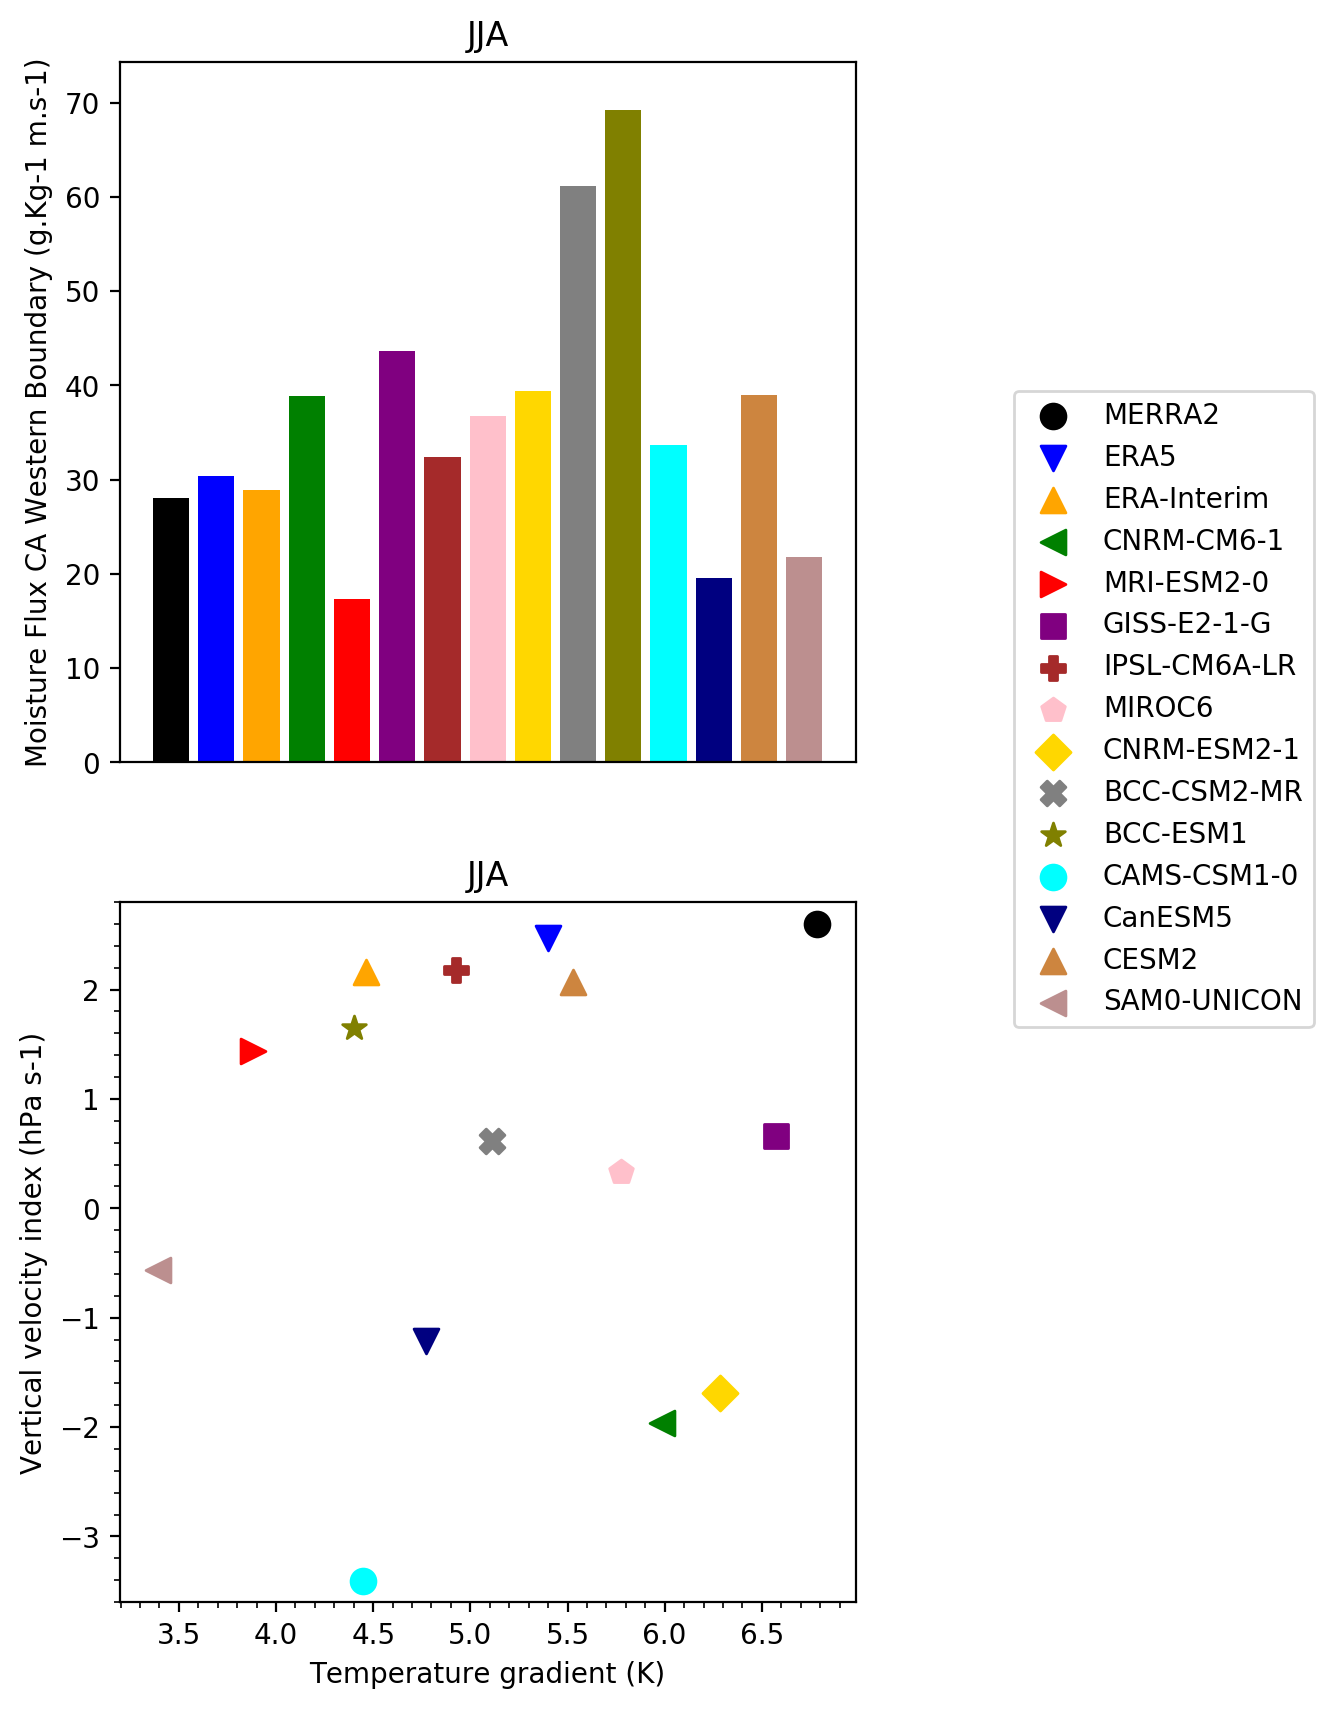 JJA
Moisture Flux CA Western Boundary (g.Kg-1 m.s-1)
70
60
50
40
30
20
10
0
JJA
Vertical velocity index (hPa s-1)
2
1
0
−1
−2
−3
3.5 4.0 4.5 5.0 5.5 6.0 6.5
Temperature gradient (K)
MERRA2
ERA5
ERA-Interim
CNRM-CM6-1
MRI-ESM2-0
GISS-E2-1-G
IPSL-CM6A-LR
MIROC6
CNRM-ESM2-1
BCC-CSM2-MR
BCC-ESM1
CAMS-CSM1-0
CanESM5
CESM2
SAM0-UNICON